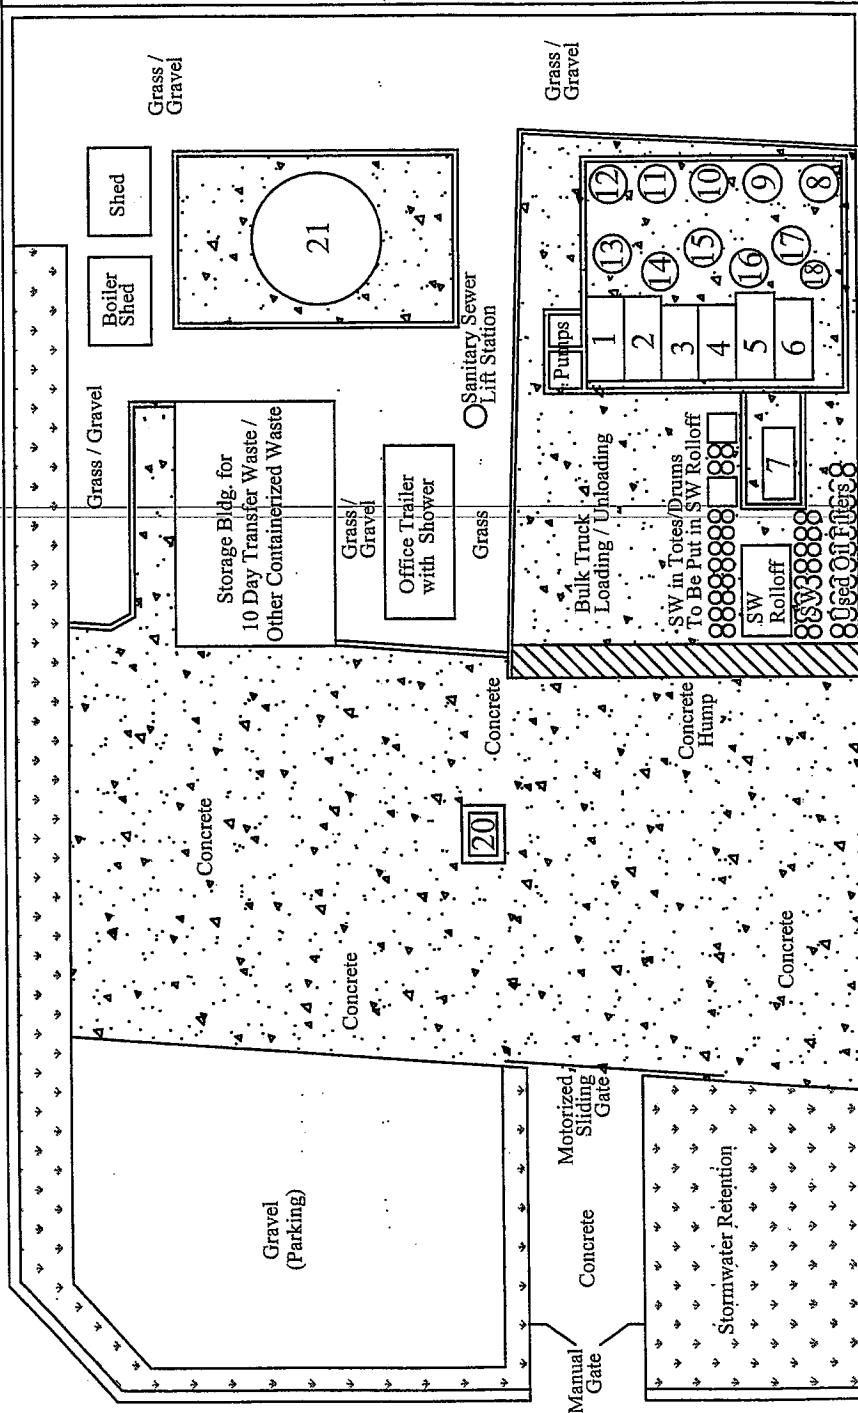 Grass /
Gravel
Shed
Boiler
Shed
21
Grass / Gravel
Storage Bldg. for
10 Day Transfer Waste /
Other Containerized Waste
Grass /
Gravel
Office Trailer
with Shower
Grass
Sanitary Sewer
Lift Station
Grass /
Gravel
12
11
10
9
8
13
14
15
16
17
18
Pumps
1
2
3
4
5
6
7
Bulk Truck
Loading / Unloading
SW in Totes/Drums
To Be Put in SW Rolloff
SW
Rolloff
SW
Used Oil Filters
Concrete
Concrete
Hump
Concrete
20
Concrete
Concrete
Motorized
Sliding
Gate
Gravel
(Parking)
Concrete
Manual
Gate
Stormwater Retention